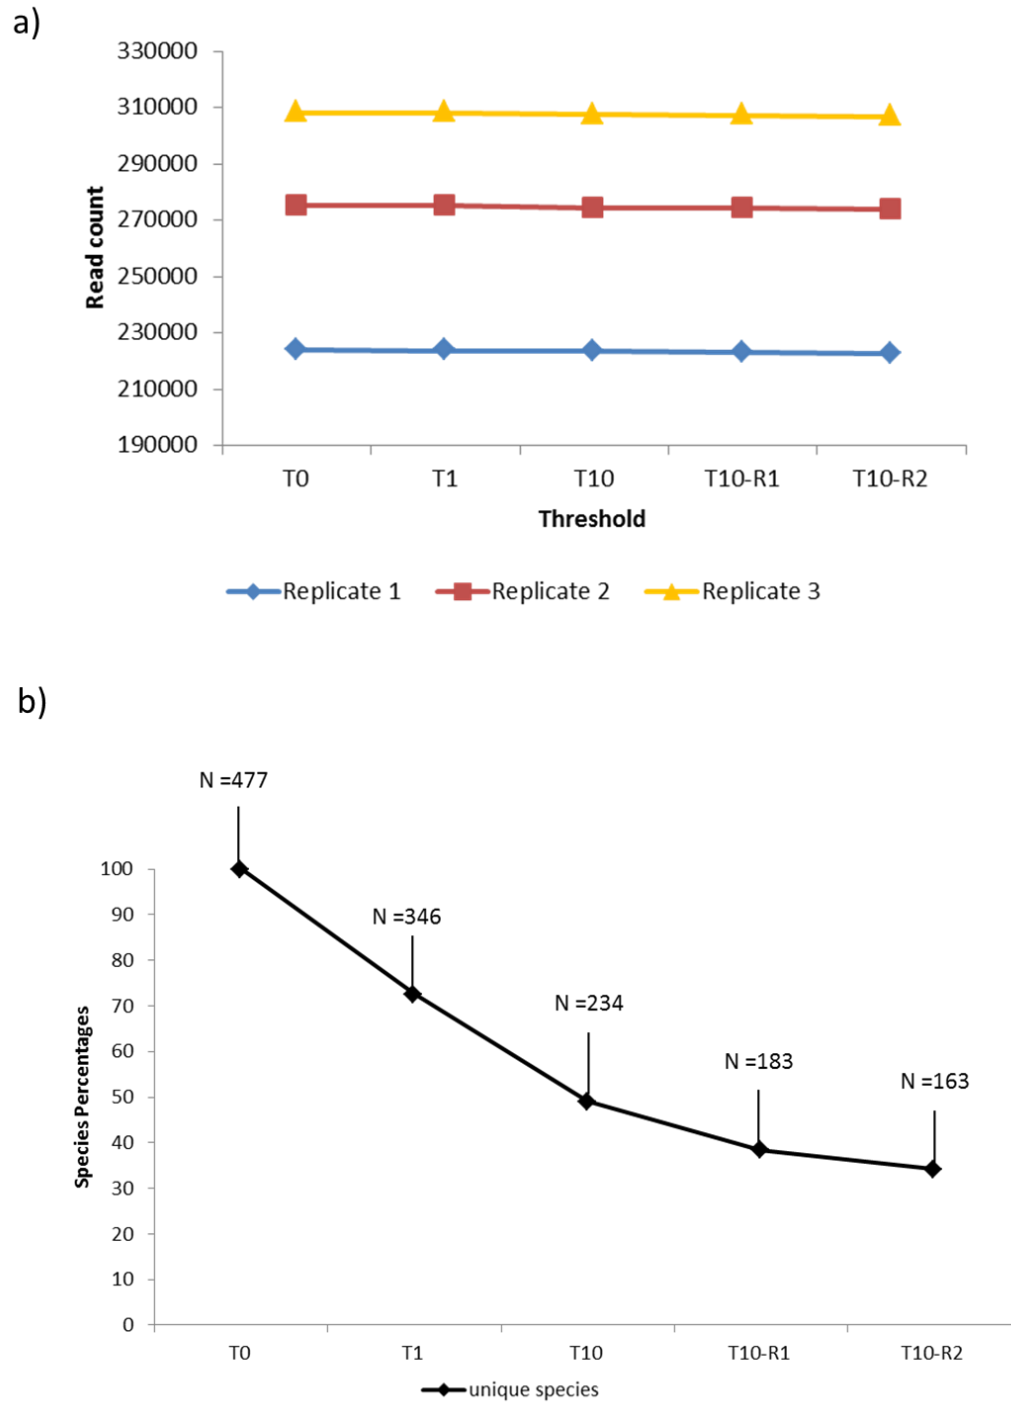 a)
330000
310000
290000
270000
250000
230000
210000
190000
Read count
T0 T1 T10 T10-R1 T10-R2
Threshold
Replicate 1 Replicate 2 Replicate 3
b)
N =477
N =346
N =234
N =183
N =163
100
90
80
70
60
50
40
30
20
10
0
Species Percentages
T0 T1 T10 T10-R1 T10-R2
unique species